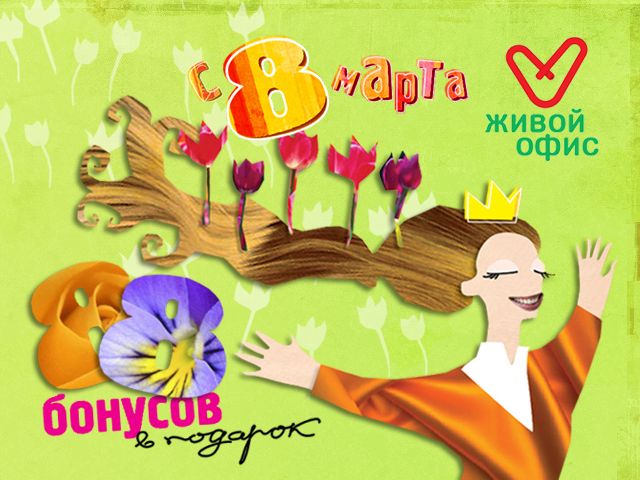 с 8 марта
живой
офис
88
бонусов
в подарок